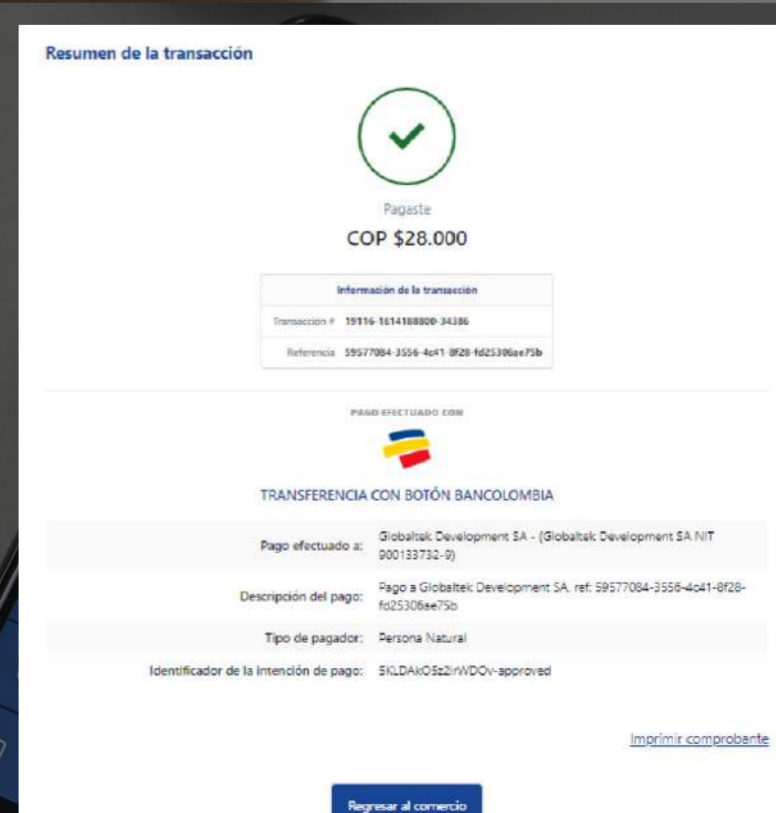 Resumen de la transacción
Pagaste
COP $28.000
Información de la transacción
Transacción # 19116-1614188800-34386
Referencia 59577084-3556-4c41-8f28-fd25306ae75b
PAGO EFECTUADO CON
TRANSFERENCIA CON BOTÓN BANCOLOMBIA
Pago efectuado a: Globaltek Development SA - (Globaltek Development SA NIT
900133732-9)
Descripción del pago: Pago a Globaltek Development SA, ref: 59577084-3556-4c41-8f28-
fd25306ae75b
Tipo de pagador: Persona Natural
Identificador de la intención de pago: 5KLDAkO5z2IrWDOv-approved
Imprimir comprobante
Regresar al comercio